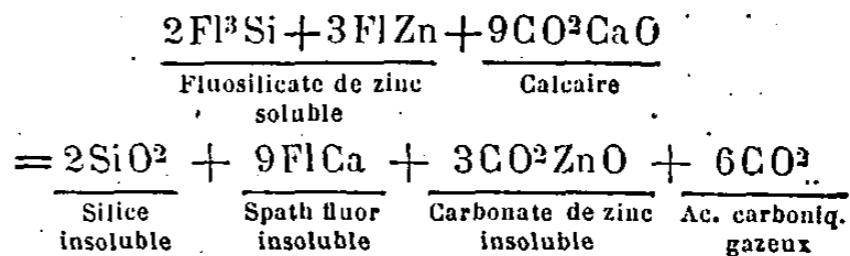 2Fl³Si+3FlZn+9CO²CaO
Fluosilicate de zinc Calcaire
soluble
=2SiO² + 9FlCa + 3CO²ZnO + 6CO²
Silice Spath fluor Carbonate de zinc Ac. carboniq.
insoluble insoluble insoluble gazeux